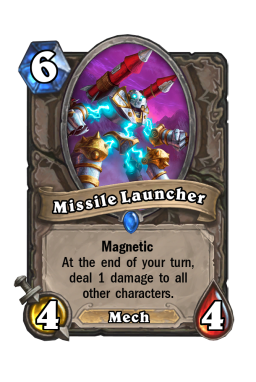 6
Missile Launcher
Magnetic
At the end of your turn,
deal 1 damage to all
other characters.
4
Mech
4